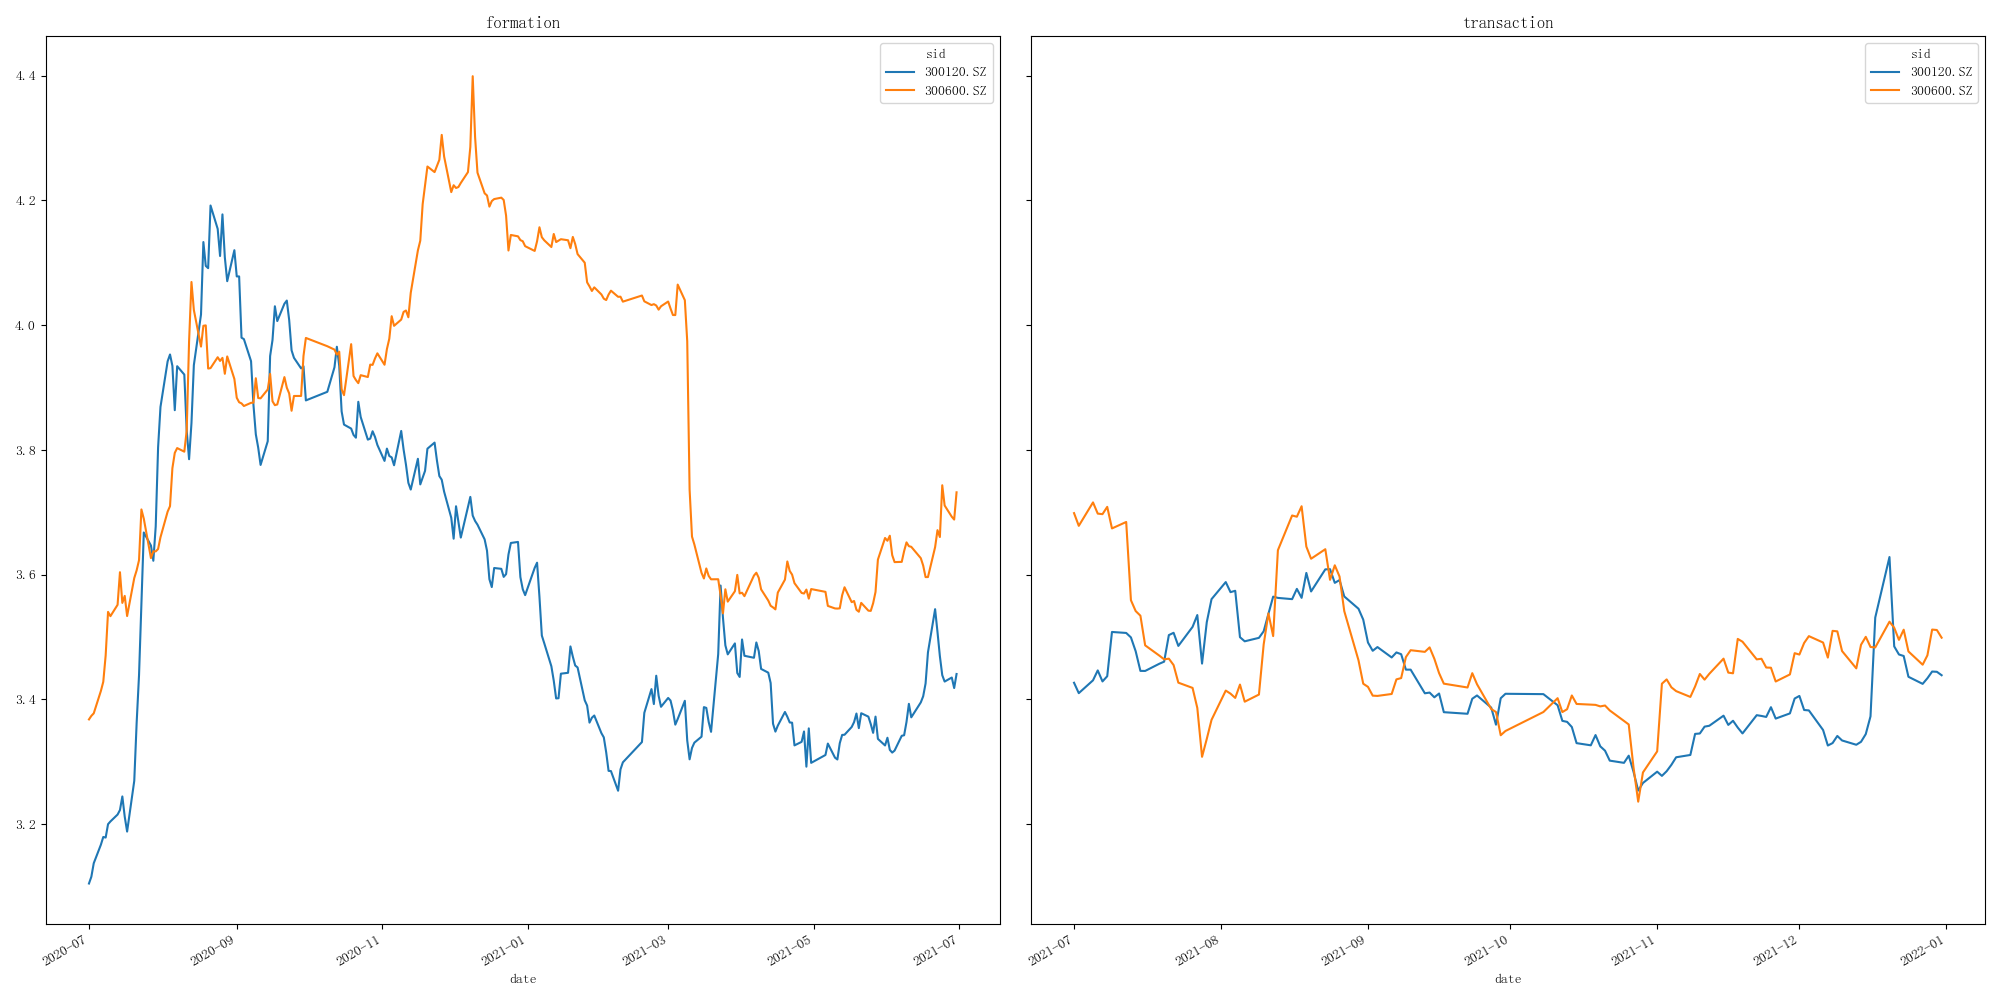 formation
sid
300120.SZ
300600.SZ
4.4
4.2
4.0
3.8
3.6
3.4
3.2
2020-07
2020-09
2020-11
2021-01
2021-03
2021-05
2021-07
date
transaction
sid
300120.SZ
300600.SZ
2021-07
2021-08
2021-09
2021-10
2021-11
2021-12
2022-01
date